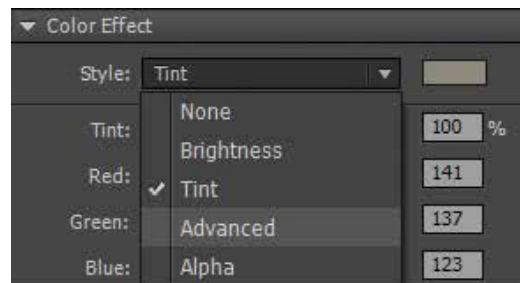 Color Effect
Style: Tint
None
Tint: 100 %
Brightness
Red: 141
Tint
Green: 137
Advanced
Blue: 123
Alpha